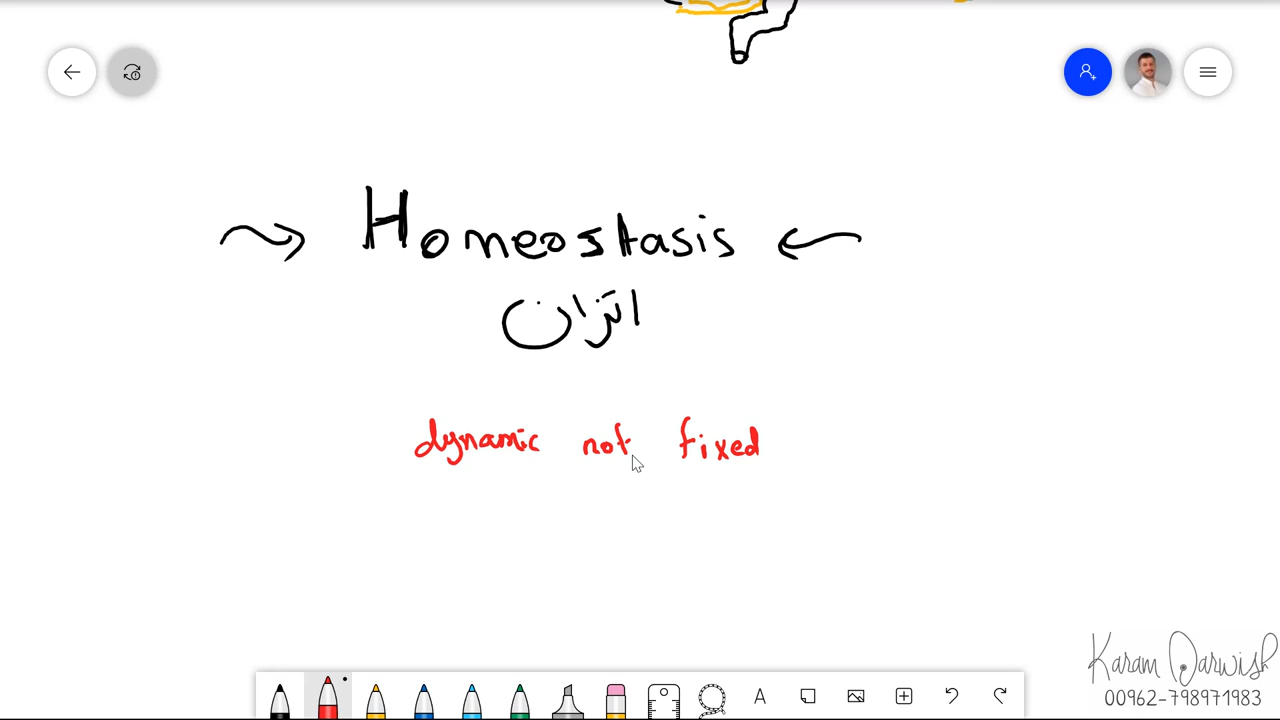 Homeostasis
اتزان
dynamic not fixed
A
Karam Darwish
00962-798971983